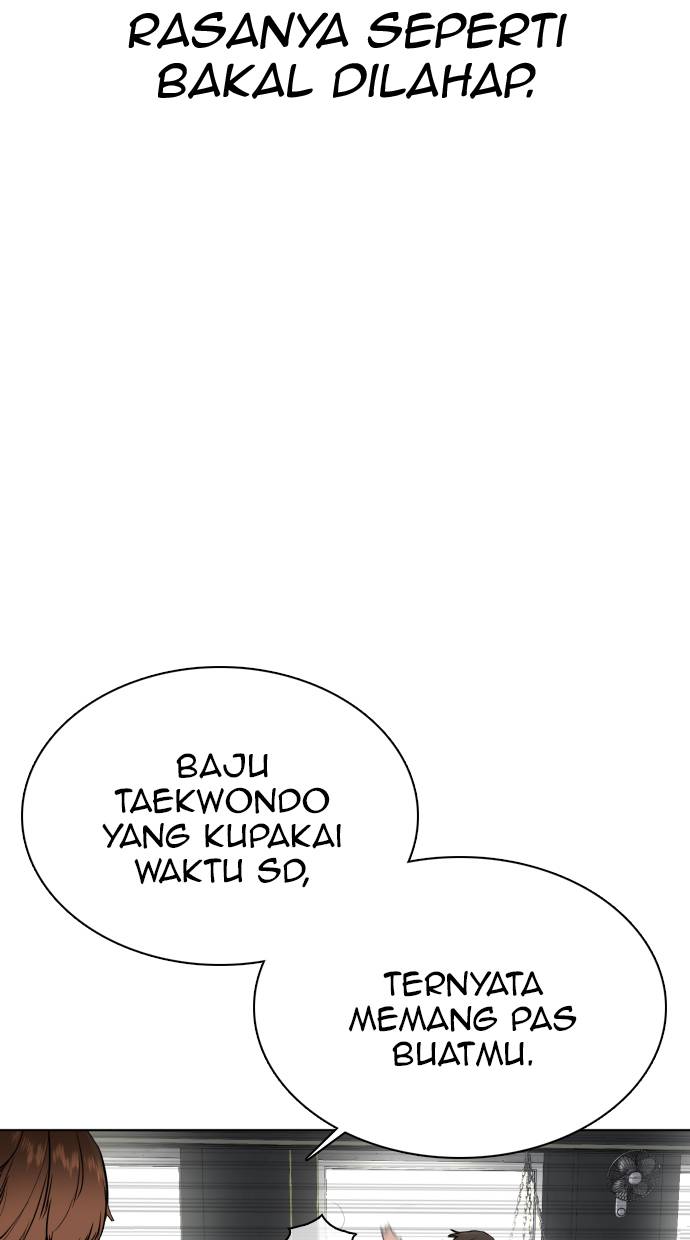 RASANYA SEPERTI
BAKAL DILAHAP.
BAJU
TAEKWONDO
YANG KUPAKAI
WAKTU SD,
TERNYATA
MEMANG PAS
BUATMU.